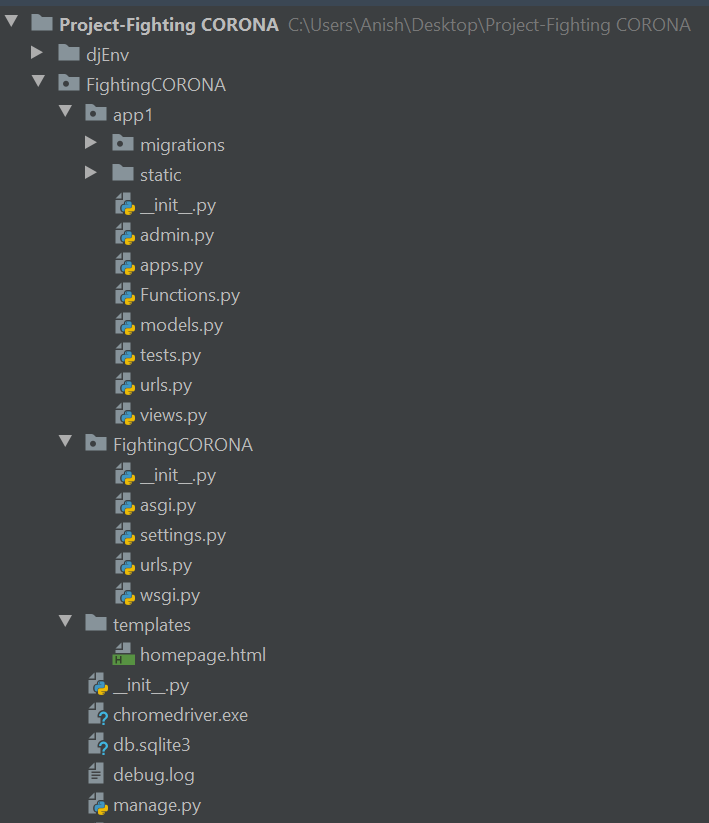 Project-Fighting CORONA C:\Users\Anish\Desktop\Project-Fighting CORONA
djEnv
FightingCORONA
app1
migrations
static
__init__.py
admin.py
apps.py
Functions.py
models.py
tests.py
urls.py
views.py
FightingCORONA
__init__.py
asgi.py
settings.py
urls.py
wsgi.py
templates
H homepage.html
__init__.py
chromedriver.exe
db.sqlite3
debug.log
manage.py